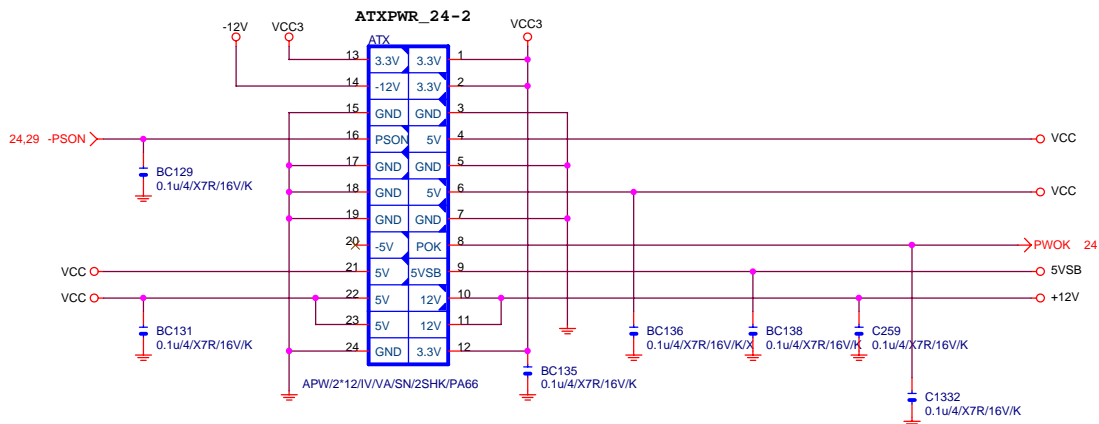 ATXPWR_24-2
-12V
VCC3
VCC3
ATX
13 3.3V 3.3V 1
14 -12V 3.3V 2
15 GND GND 3
24,29 -PSON 16 PSON 5V 4 VCC
17 GND GND 5
BC129
0.1u/4/X7R/16V/K
18 GND 5V 6 VCC
19 GND GND 7
20 -5V POK 8 PWOK 24
VCC 21 5V 5VSB 9 5VSB
VCC 22 5V 12V 10 +12V
23 5V 12V 11
BC131
0.1u/4/X7R/16V/K
BC136
0.1u/4/X7R/16V/K/X
BC138
0.1u/4/X7R/16V/K
C259
0.1u/4/X7R/16V/K
24 GND 3.3V 12
BC135
0.1u/4/X7R/16V/K
APW/2*12/IV/VA/SN/2SHK/PA66
C1332
0.1u/4/X7R/16V/K